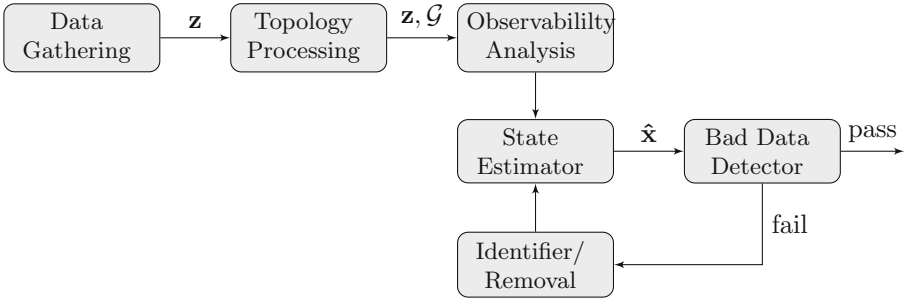 Data
Gathering
z
Topology
Processing
z, 𝒢
Observabililty
Analysis
State
Estimator
x̂
Bad Data
Detector
pass
fail
Identifier/
Removal